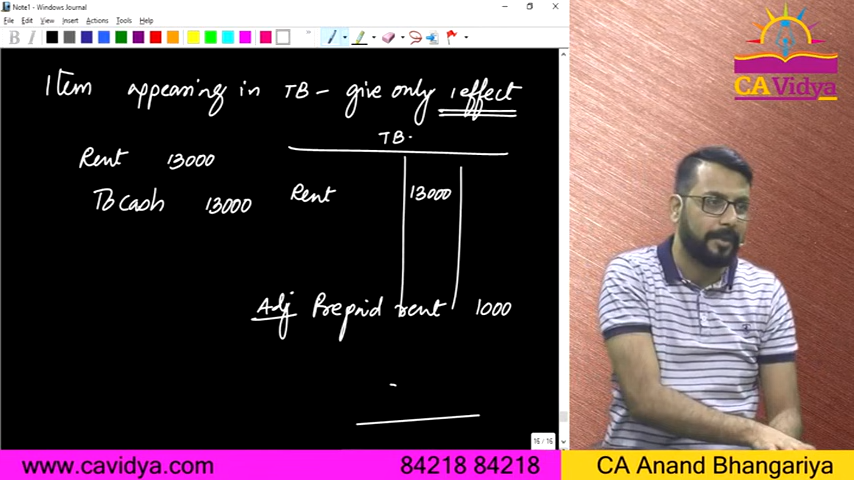 Note1 - Windows Journal
File Edit View Insert Actions Tools Help
B I
Item appearing in TB - give only 1 effect
TB.
Rent 13000
To cash 13000
Rent 13000
Adj Prepaid rent 1000
16 / 16
CA Vidya
www.cavidya.com 84218 84218 CA Anand Bhangariya